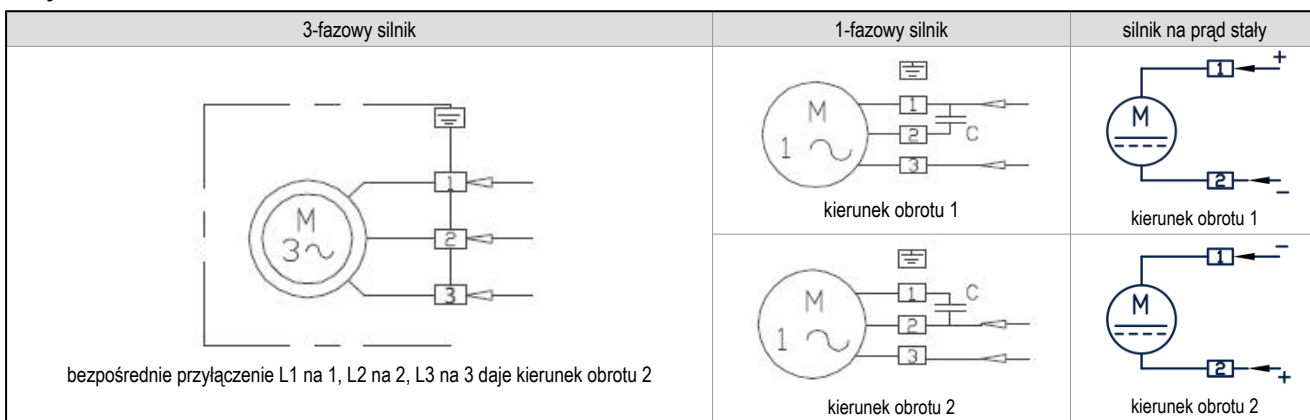 3-fazowy silnik
1-fazowy silnik
silnik na prąd stały
M
3
1
2
3
bezpośrednie przyłączenie L1 na 1, L2 na 2, L3 na 3 daje kierunek obrotu 2
M
1
1
2
3
C
kierunek obrotu 1
M
1
1
2
3
C
kierunek obrotu 2
1
+
M
2
−
kierunek obrotu 1
1
−
M
2
+
kierunek obrotu 2